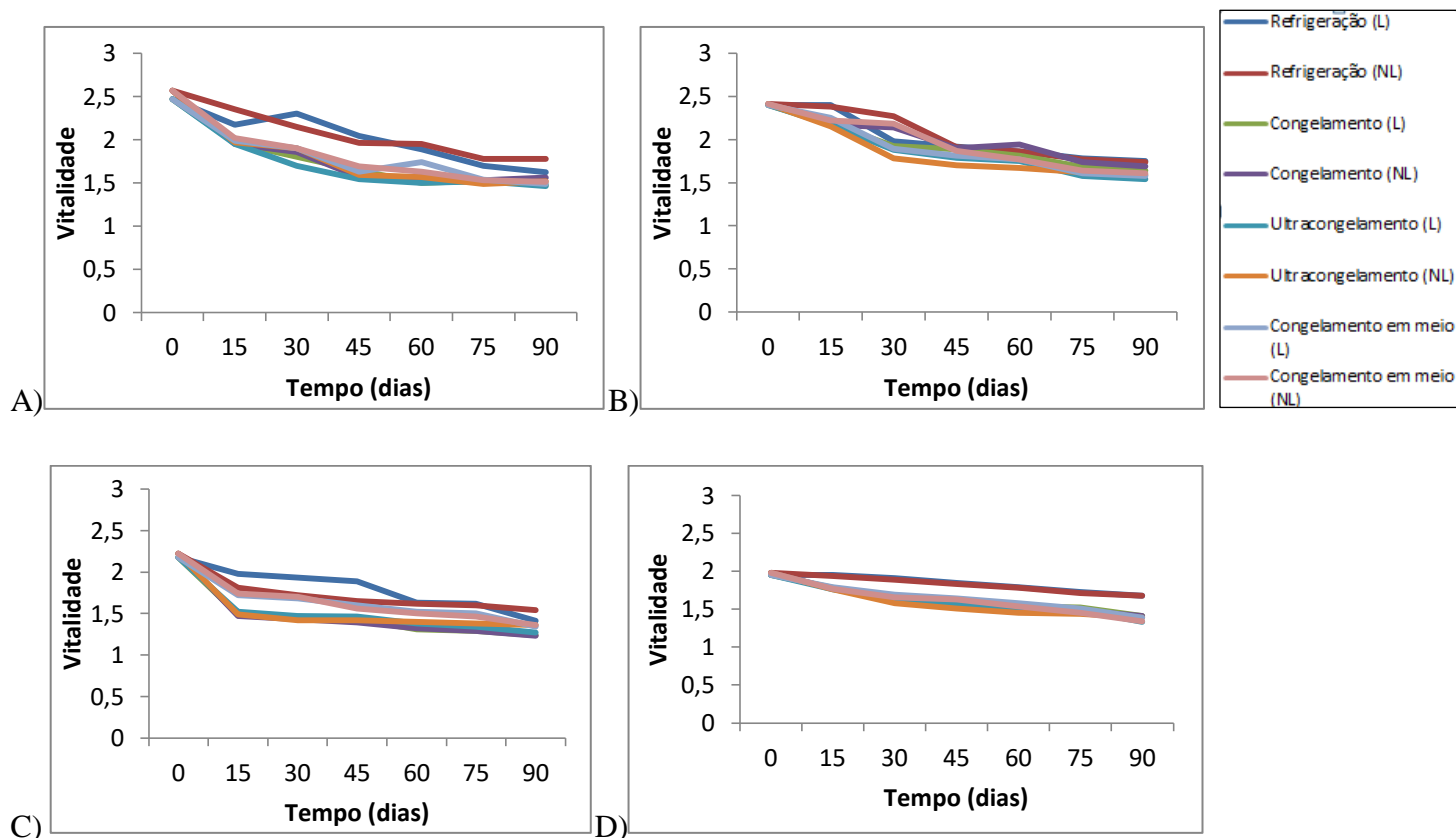 3
2,5
2
1,5
1
0,5
0
Vitalidade
0 15 30 45 60 75 90
Tempo (dias)
A)
3
2,5
2
1,5
1
0,5
0
Vitalidade
0 15 30 45 60 75 90
Tempo (dias)
B)
Refrigeração (L)
Refrigeração (NL)
Congelamento (L)
Congelamento (NL)
Ultracongelamento (L)
Ultracongelamento (NL)
Congelamento em meio
(L)
Congelamento em meio
(NL)
3
2,5
2
1,5
1
0,5
0
Vitalidade
0 15 30 45 60 75 90
Tempo (dias)
C)
3
2,5
2
1,5
1
0,5
0
Vitalidade
0 15 30 45 60 75 90
Tempo (dias)
D)